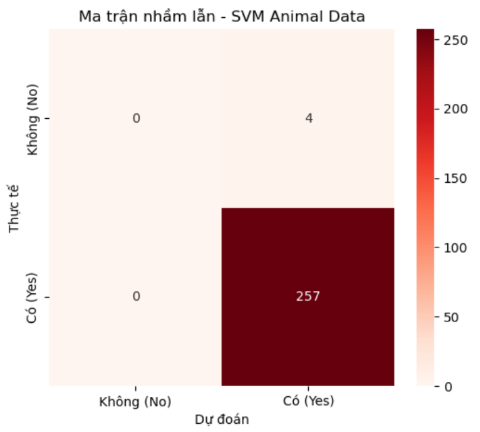 Ma trận nhầm lẫn - SVM Animal Data
Thực tế
Không (No)
0
4
Có (Yes)
0
257
Không (No)
Có (Yes)
Dự đoán
250
200
150
100
50
0